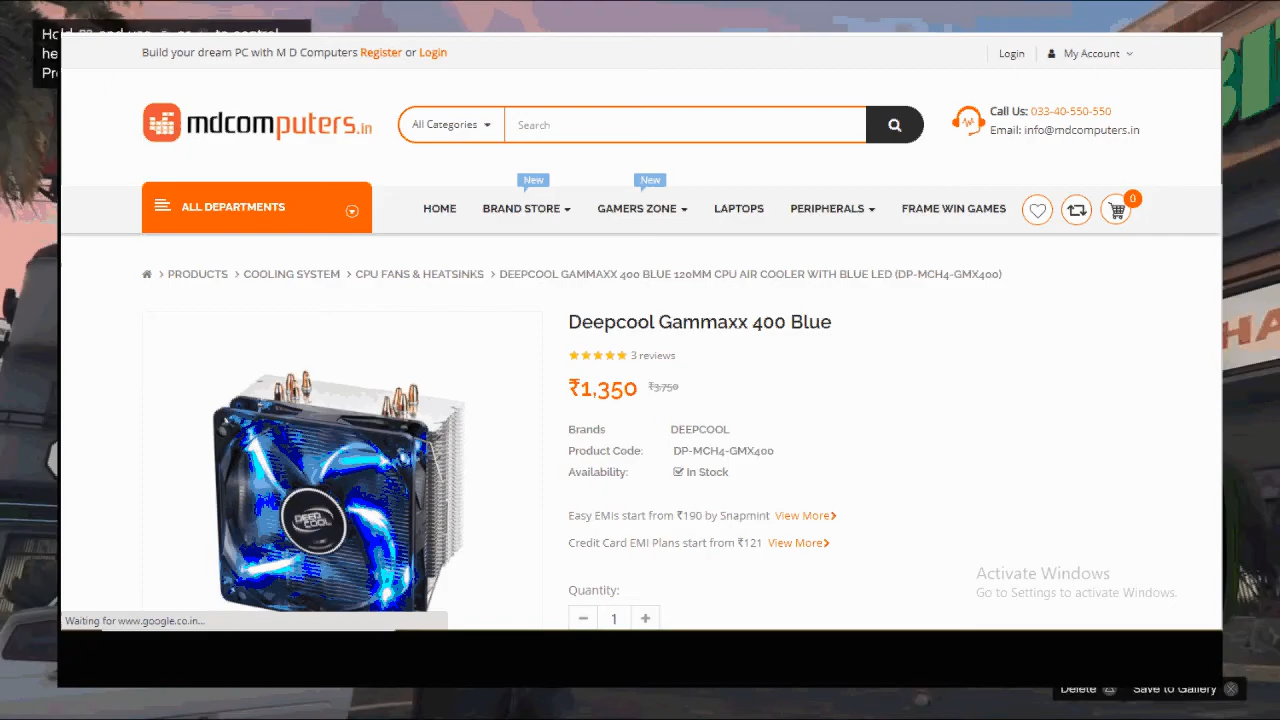 Build your dream PC with M D Computers Register or Login
Login
My Account
mdcomputers.in
All Categories
Search
Call Us: 033-40-550-550
Email: info@mdcomputers.in
New
New
ALL DEPARTMENTS
HOME
BRAND STORE
GAMERS ZONE
LAPTOPS
PERIPHERALS
FRAME WIN GAMES
0
PRODUCTS > COOLING SYSTEM > CPU FANS & HEATSINKS > DEEPCOOL GAMMAXX 400 BLUE 120MM CPU AIR COOLER WITH BLUE LED (DP-MCH4-GMX400)
Deepcool Gammaxx 400 Blue
3 reviews
₹1,350 ₹3,750
Brands DEEPCOOL
Product Code: DP-MCH4-GMX400
Availability: In Stock
Easy EMIs start from ₹190 by Snapmint View More
Credit Card EMI Plans start from ₹121 View More
Quantity:
1
DEEP
COOL
Activate Windows
Go to Settings to activate Windows.
Waiting for www.google.co.in...
Delete
Save to Gallery